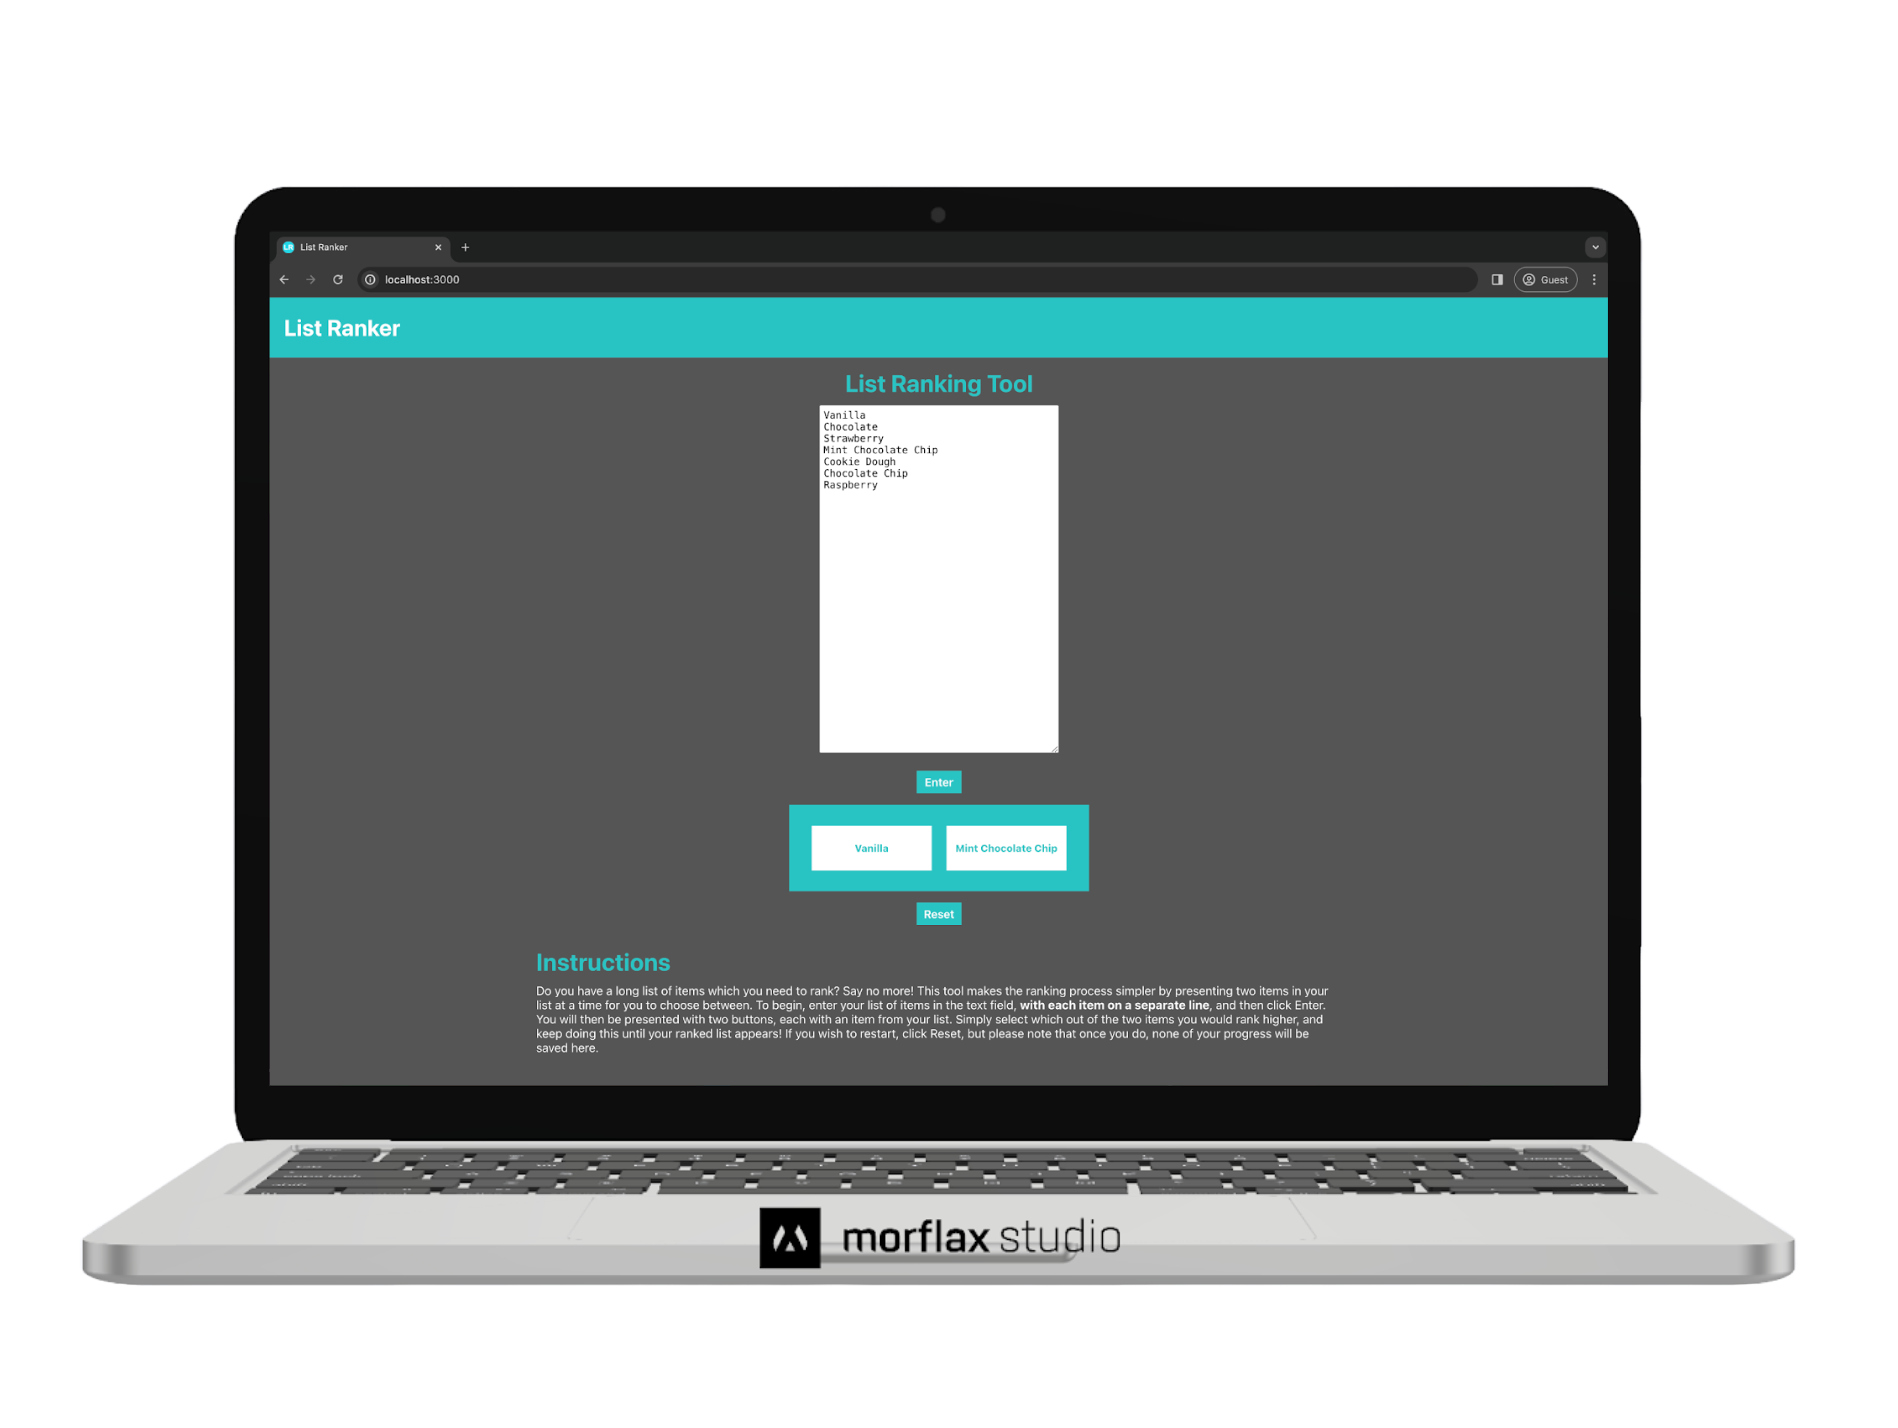 LR List Ranker
localhost:3000
Guest
List Ranker
List Ranking Tool
Vanilla
Chocolate
Strawberry
Mint Chocolate Chip
Cookie Dough
Chocolate Chip
Raspberry
Enter
Vanilla Mint Chocolate Chip
Reset
Instructions
Do you have a long list of items which you need to rank? Say no more! This tool makes the ranking process simpler by presenting two items in your
list at a time for you to choose between. To begin, enter your list of items in the text field, with each item on a separate line, and then click Enter.
You will then be presented with two buttons, each with an item from your list. Simply select which out of the two items you would rank higher, and
keep doing this until your ranked list appears! If you wish to restart, click Reset, but please note that once you do, none of your progress will be
saved here.
morflax studio